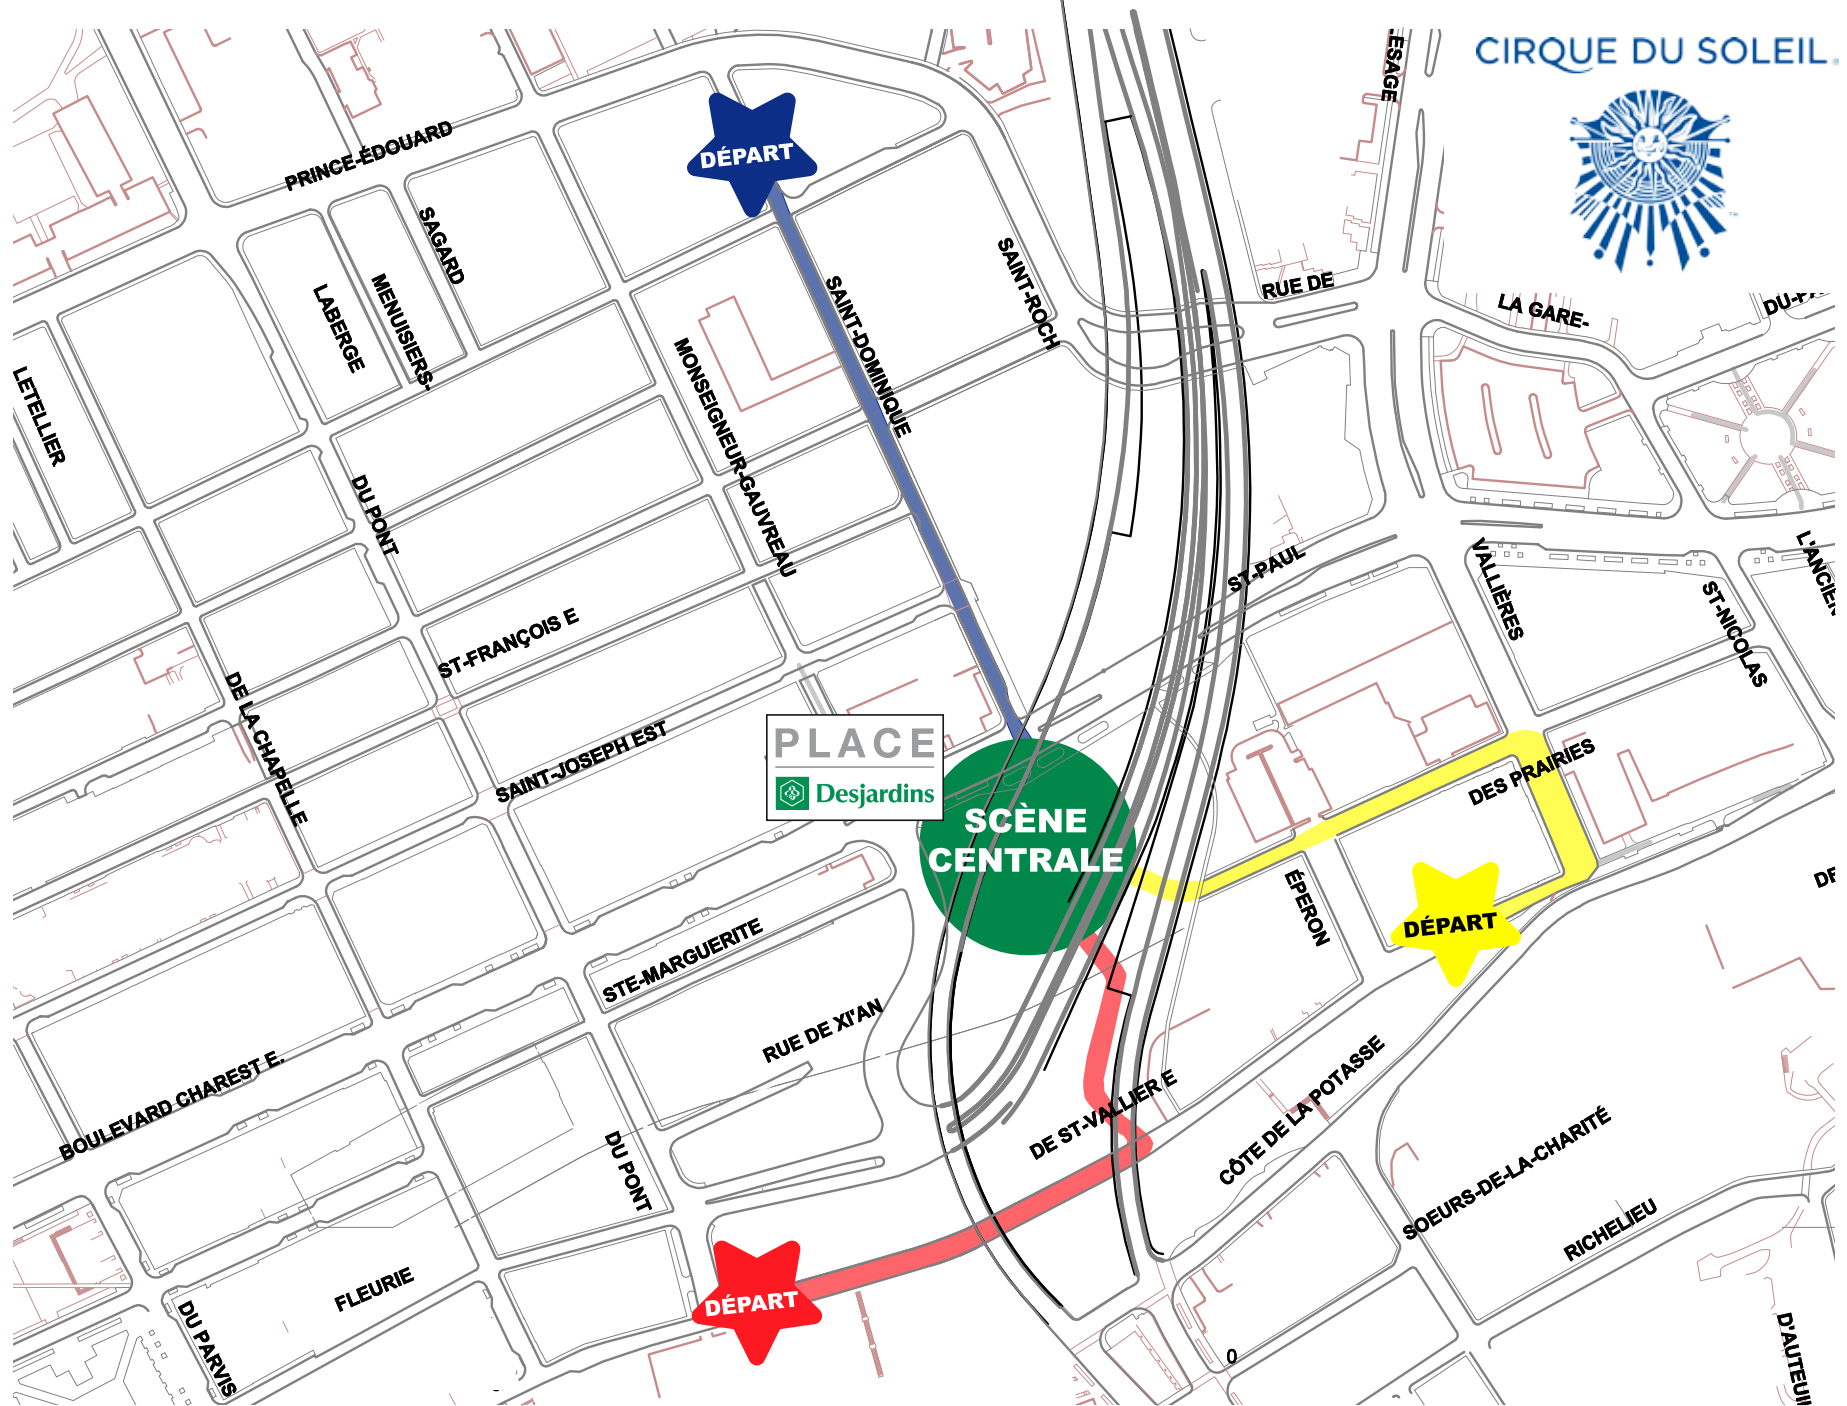 CIRQUE DU SOLEIL
LESAGE
PRINCE-ÉDOUARD
DÉPART
SAGARD
SAINT-ROCH
RUE DE
LA GARE-
LABERGE
MENUISIERS-
SAINT-DOMINIQUE
MONSEIGNEUR-GAUVREAU
LETELLIER
DU PONT
ST-PAUL
VALLIÈRES
ST-NICOLAS
ST-FRANÇOIS E
DE LA CHAPELLE
SAINT-JOSEPH EST
PLACE
Desjardins
SCÈNE
CENTRALE
DES PRAIRIES
ÉPERON
DÉPART
STE-MARGUERITE
RUE DE XI'AN
BOULEVARD CHAREST E.
DE ST-VALLIER E
CÔTE DE LA POTASSE
DU PONT
SOEURS-DE-LA-CHARITÉ
RICHELIEU
FLEURIE
DÉPART
DU PARVIS
0